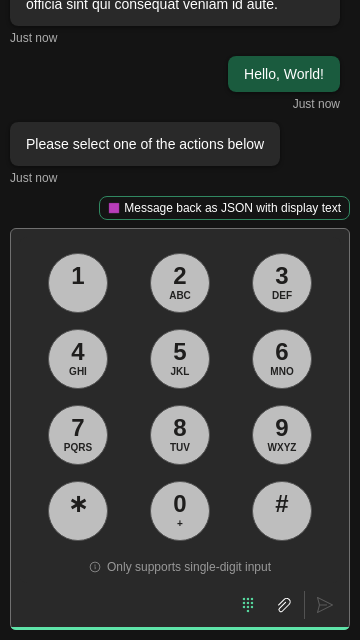 officia sint qui consequat veniam id aute.
Just now
Hello, World!
Just now
Please select one of the actions below
Just now
Message back as JSON with display text
1
2
ABC
3
DEF
4
GHI
5
JKL
6
MNO
7
PQRS
8
TUV
9
WXYZ
*
0
+
#
Only supports single-digit input